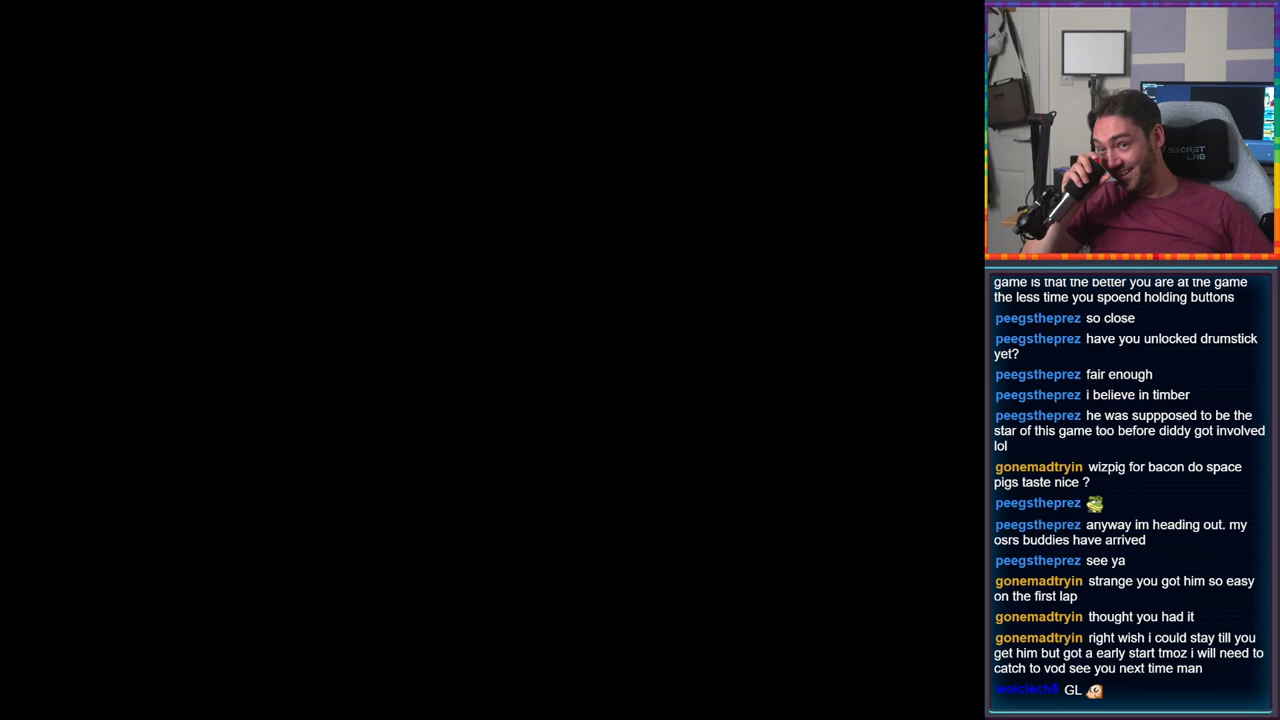 SECRET
LAB
game is that the better you are at the game
the less time you spoend holding buttons
peegstheprez so close
peegstheprez have you unlocked drumstick
yet?
peegstheprez fair enough
peegstheprez i believe in timber
peegstheprez he was suppposed to be the
star of this game too before diddy got involved
lol
gonemadtryin wizpig for bacon do space
pigs taste nice ?
peegstheprez
peegstheprez anyway im heading out. my
osrs buddies have arrived
peegstheprez see ya
gonemadtryin strange you got him so easy
on the first lap
gonemadtryin thought you had it
gonemadtryin right wish i could stay till you
get him but got a early start tmoz i will need to
catch to vod see you next time man
GL